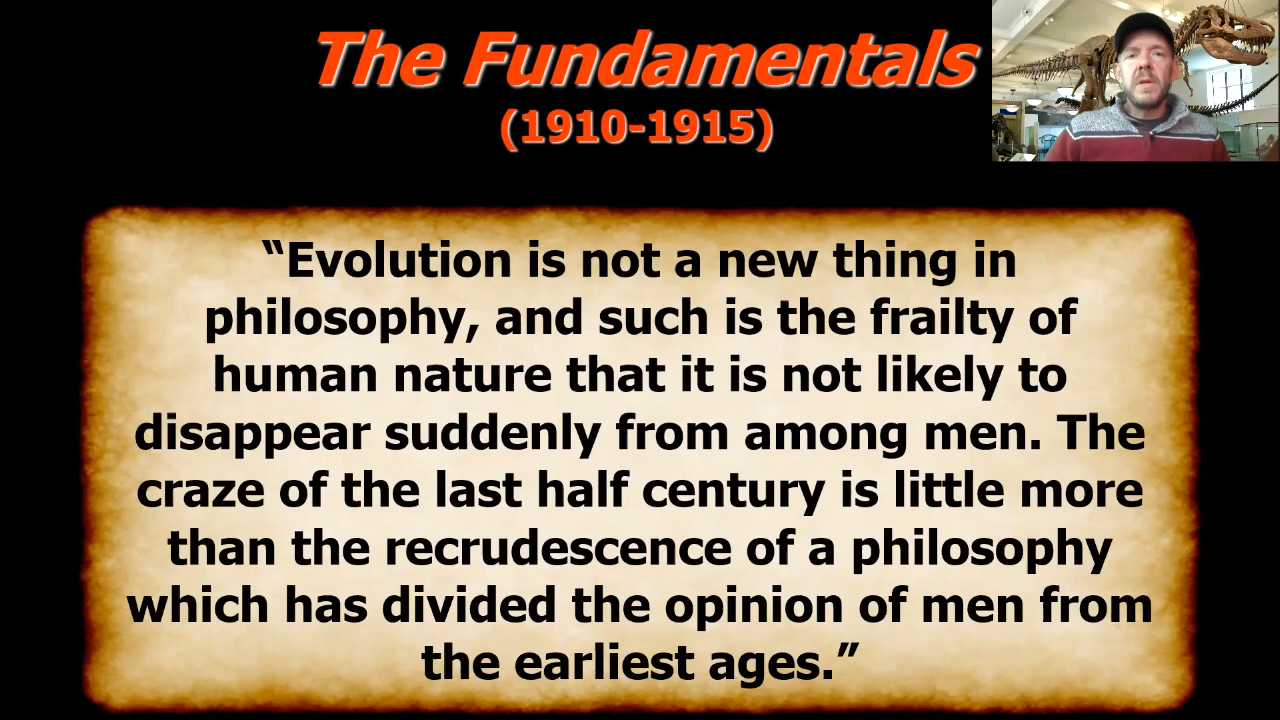 The Fundamentals
(1910-1915)
“Evolution is not a new thing in
philosophy, and such is the frailty of
human nature that it is not likely to
disappear suddenly from among men. The
craze of the last half century is little more
than the recrudescence of a philosophy
which has divided the opinion of men from
the earliest ages.”